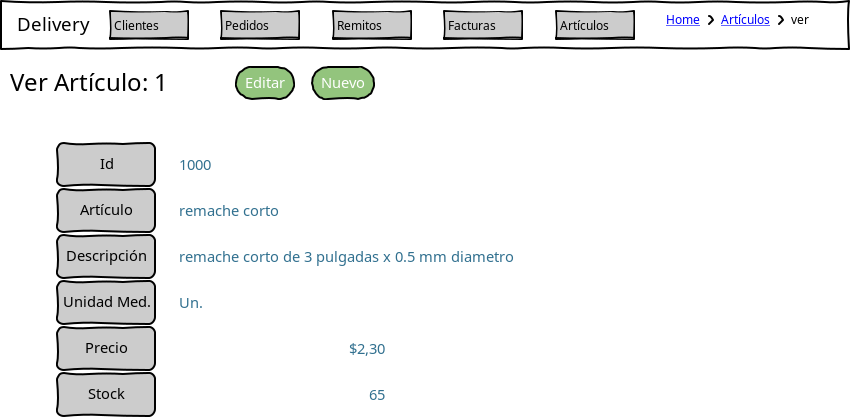 Delivery Clientes Pedidos Remitos Facturas Artículos Home > Artículos > ver
Ver Artículo: 1 Editar Nuevo
Id 1000
Artículo remache corto
Descripción remache corto de 3 pulgadas x 0.5 mm diametro
Unidad Med. Un.
Precio $2,30
Stock 65